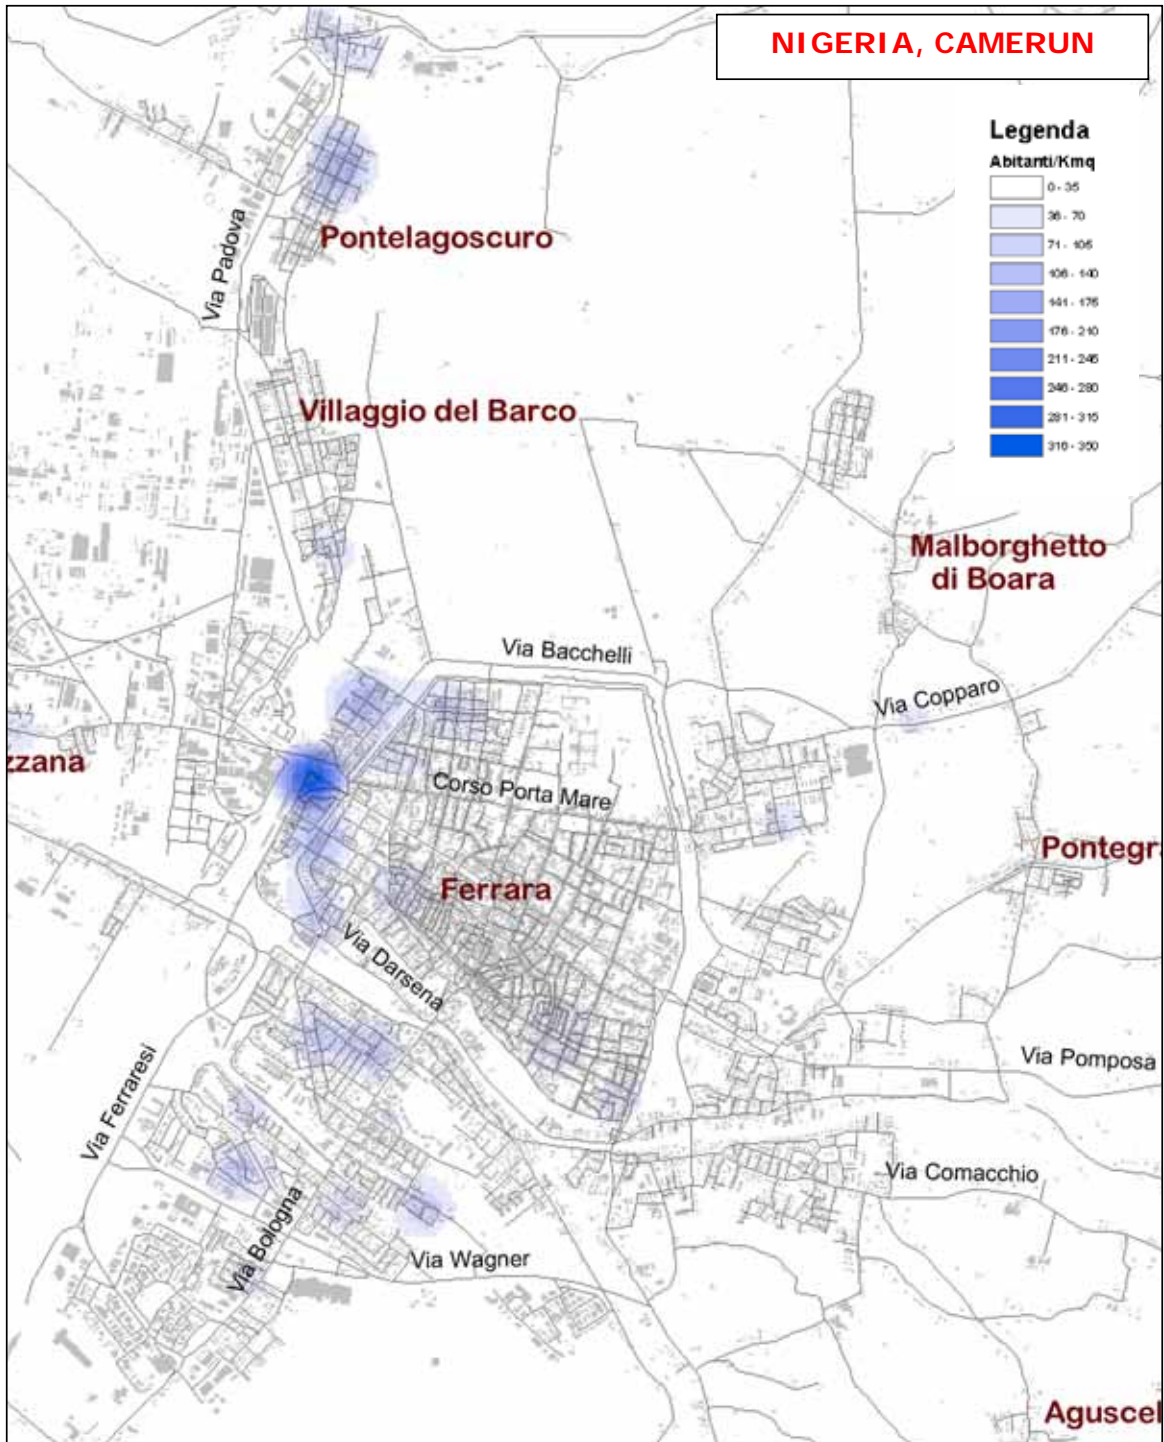 NIGERIA, CAMERUN
Legenda
Abitanti/Kmq
0 - 35
36 - 70
71 - 105
106 - 140
141 - 175
176 - 210
211 - 245
246 - 280
281 - 315
316 - 350
Pontelagoscuro
Via Padova
Villaggio del Barco
Malborghetto
di Boara
Via Bacchelli
Via Copparo
zzana
Corso Porta Mare
Pontegr
Ferrara
Via Darsena
Via Pomposa
Via Ferraresi
Via Comacchio
Via Bologna
Via Wagner
Aguscel